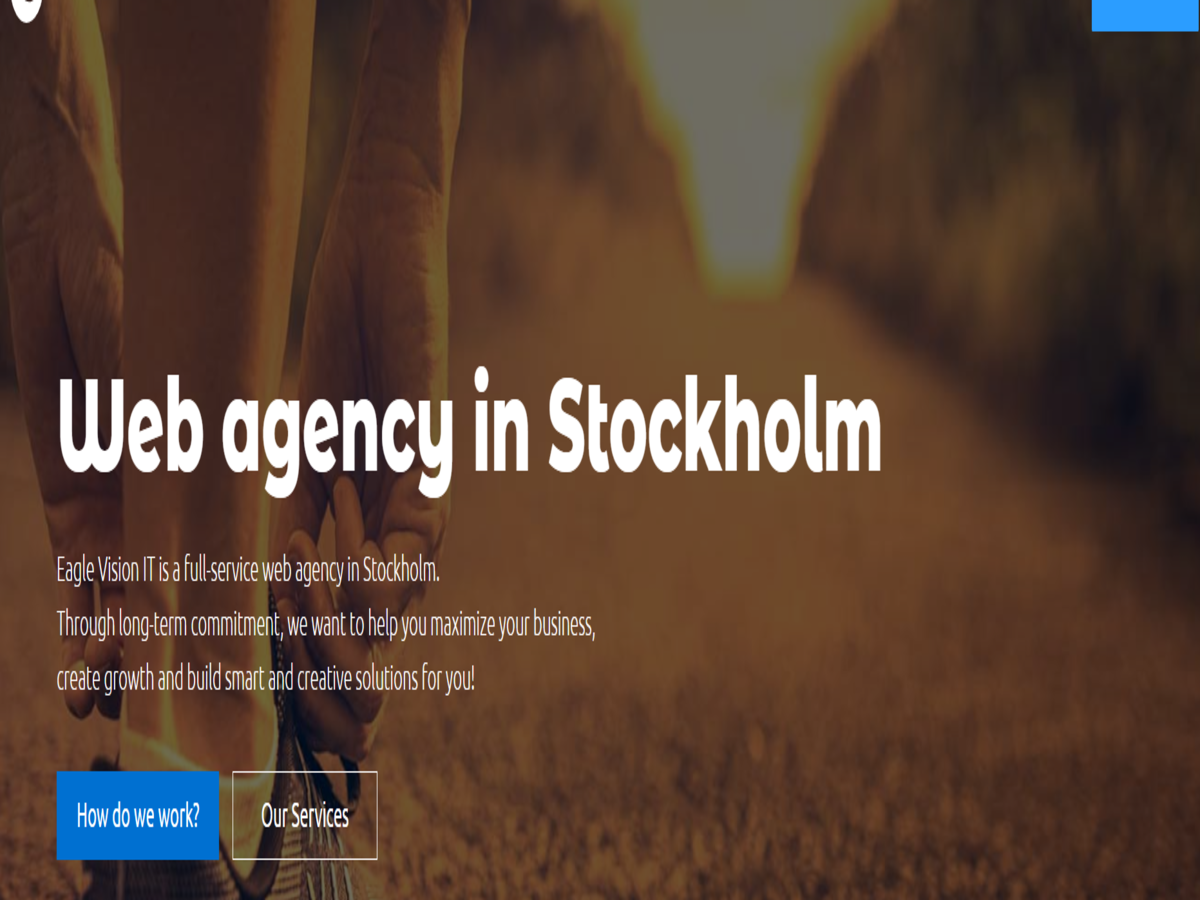 Web agency in Stockholm
Eagle Vision IT is a full-service web agency in Stockholm.
Through long-term commitment, we want to help you maximize your business,
create growth and build smart and creative solutions for you!
How do we work?
Our Services